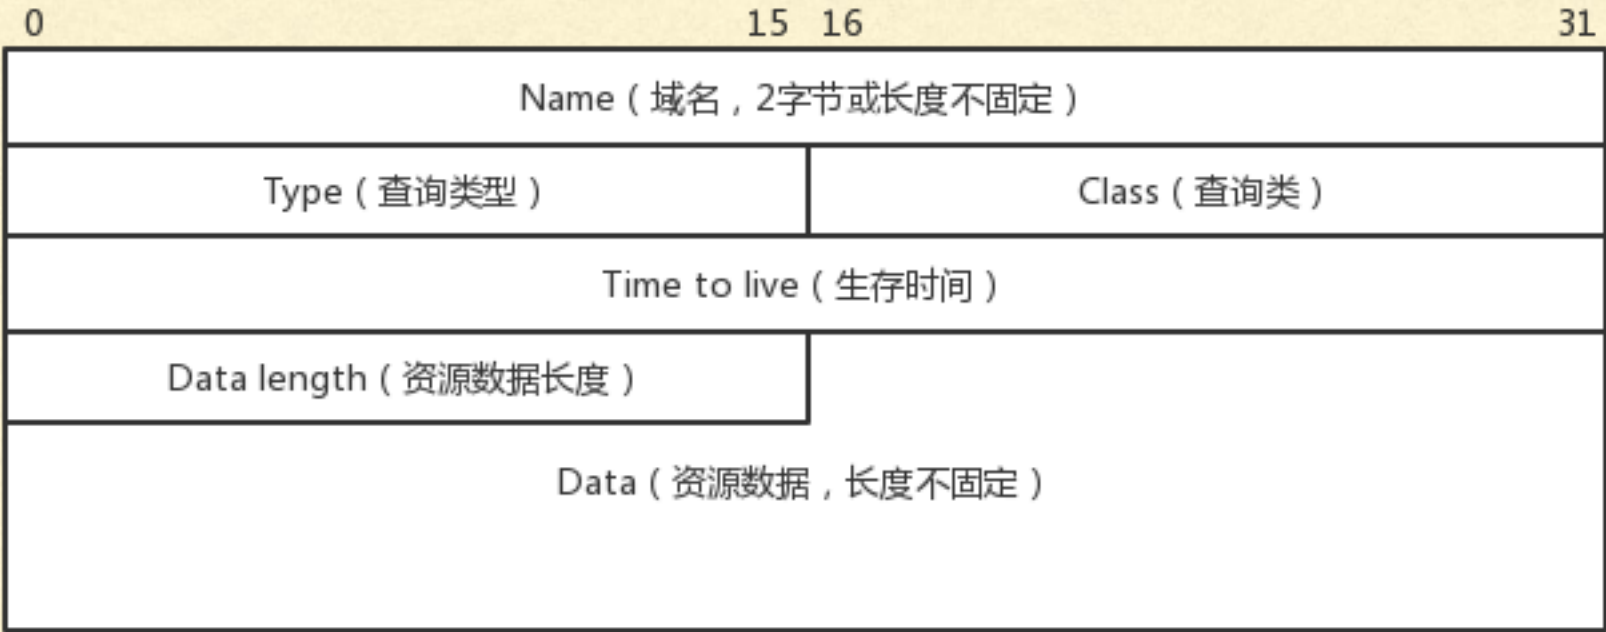 0 15 16 31
Name（域名，2字节或长度不固定）
Type（查询类型） Class（查询类）
Time to live（生存时间）
Data length（资源数据长度）
Data（资源数据，长度不固定）